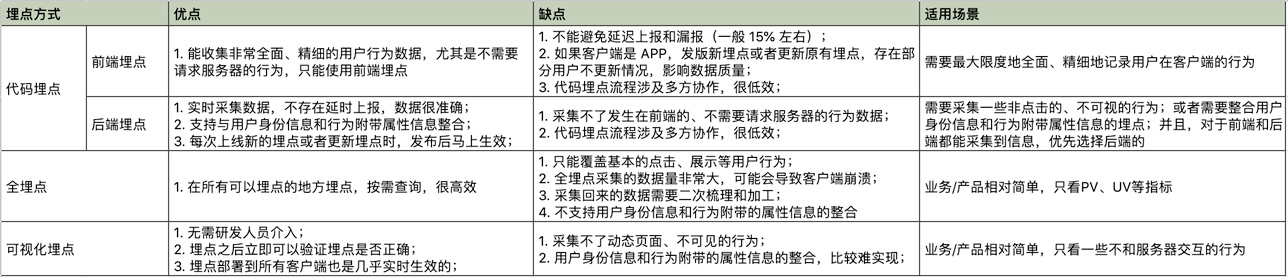 埋点方式 优点 缺点 适用场景
代码埋点
前端埋点
1. 能收集非常全面、精细的用户行为数据，尤其是不需要
请求服务器的行为，只能使用前端埋点
1. 不能避免延迟上报和漏报（一般 15% 左右）；
2. 如果客户端是 APP，发版新埋点或者更新原有埋点，存在部
分用户不更新情况，影响数据质量；
3. 代码埋点流程涉及多方协作，很低效；
需要最大限度地全面、精细地记录用户在客户端的行为
后端埋点
1. 实时采集数据，不存在延时上报，数据很准确；
2. 支持与用户身份信息和行为附带属性信息整合；
3. 每次上线新的埋点或者更新埋点时，发布后马上生效；
1. 采集不了发生在前端的、不需要请求服务器的行为数据；
2. 代码埋点流程涉及多方协作，很低效；
需要采集一些非点击的、不可视的行为；或者需要整合用户
身份信息和行为附带属性信息的埋点；并且，对于前端和后
端都能采集到信息，优先选择后端的
全埋点
1. 在所有可以埋点的地方埋点，按需查询，很高效
1. 只能覆盖基本的点击、展示等用户行为；
2. 全埋点采集的数据量非常大，可能会导致客户端崩溃；
3. 采集回来的数据需要二次梳理和加工；
4. 不支持用户身份信息和行为附带的属性信息的整合
业务/产品相对简单，只看PV、UV等指标
可视化埋点
1. 无需研发人员介入；
2. 埋点之后立即可以验证埋点是否正确；
3. 埋点部署到所有客户端也是几乎实时生效的；
1. 采集不了动态页面、不可见的行为；
2. 用户身份信息和行为附带的属性信息的整合，比较难实现；
业务/产品相对简单，只看一些不和服务器交互的行为